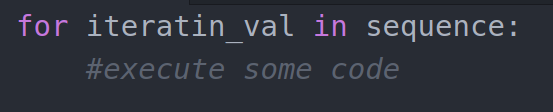 for iteratin_val in sequence:
    #execute some code